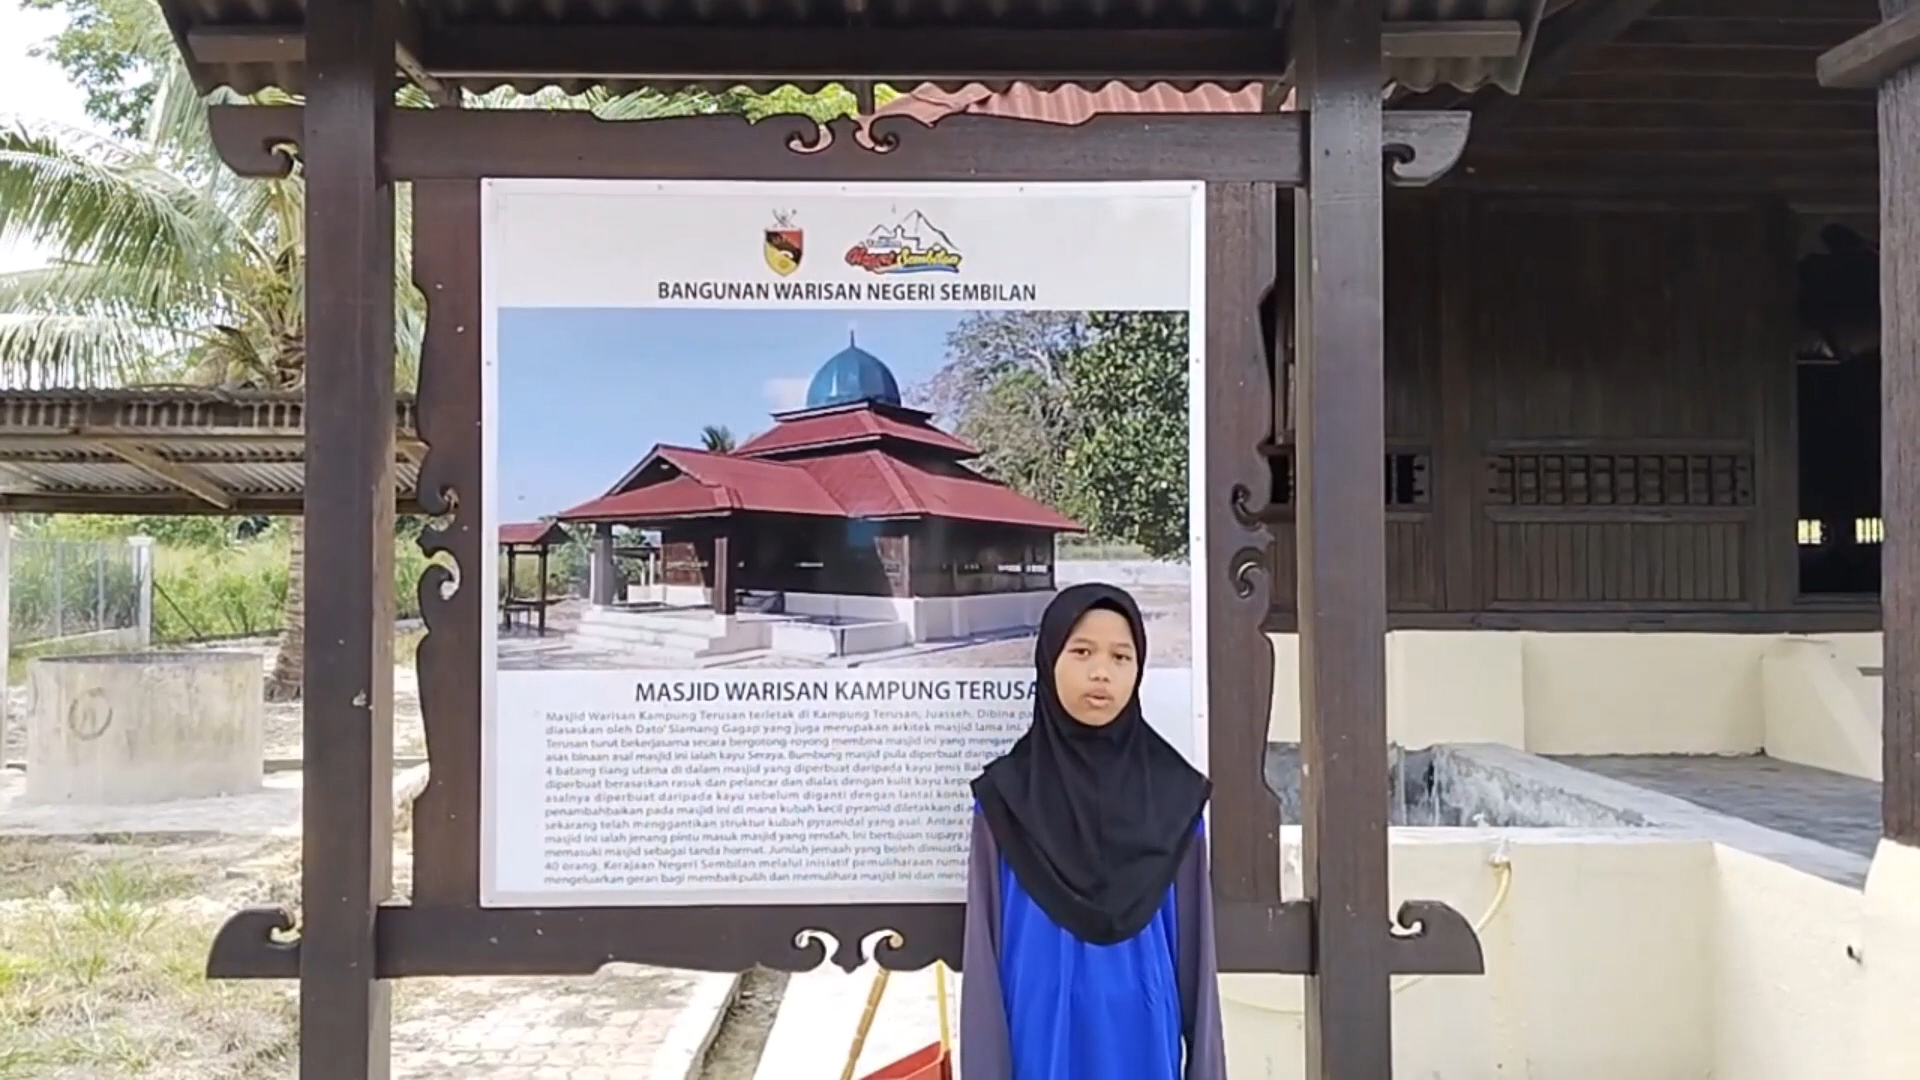 Negeri Sembilan
BANGUNAN WARISAN NEGERI SEMBILAN
MASJID WARISAN KAMPUNG TERUSA
Masjid Warisan Kampung Terusan terletak di Kampung Terusan, Juasseh. Dibina pa
diasaskan oleh Dato' Siamang Gagap yang juga merupakan arkitek masjid lama ini.
Terusan turut bekerjasama secara bergotong-royong membina masjid ini yang mengam
asas binaan asal masjid ini ialah kayu Seraya. Bumbung masjid pula diperbuat daripad
4 batang tiang utama di dalam masjid yang diperbuat daripada kayu jenis Bala
diperbuat berasaskan rasuk dan pelancar dan dialas dengan kulit kayu kepo
asalnya diperbuat daripada kayu sebelum diganti dengan lantai konkr
penambahbaikan pada masjid ini di mana kubah kecil pyramid diletakkan di a
sekarang telah menggantikan struktur kubah pyramidal yang asal. Antara
masjid ini ialah jenang pintu masuk masjid yang rendah. Ini bertujuan supaya j
memasuki masjid sebagai tanda hormat. Jumlah jemaah yang boleh dimuatka
40 orang. Kerajaan Negeri Sembilan melalui inisiatif pemuliharaan ruma
mengeluarkan geran bagi membaikpulih dan memulihara masjid ini dan menja